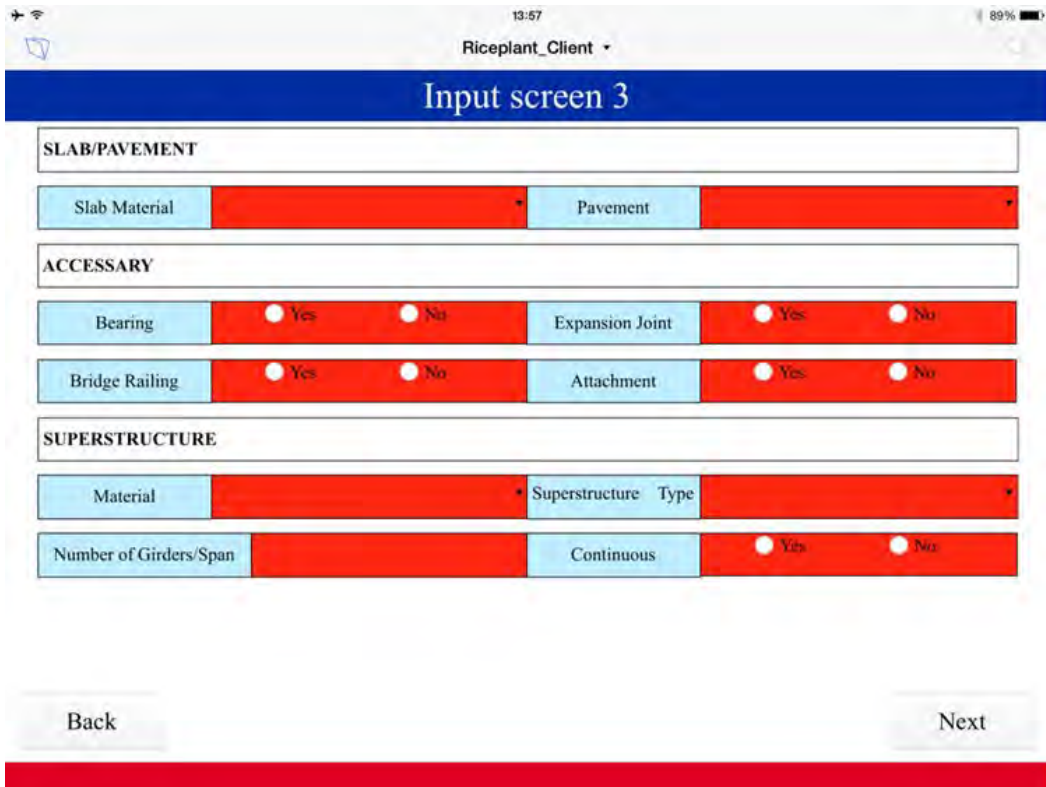 13:57 89%
Riceplant_Client
Input screen 3
SLAB/PAVEMENT
Slab Material Pavement
ACCESSARY
Bearing Yes No Expansion Joint Yes No
Bridge Railing Yes No Attachment Yes No
SUPERSTRUCTURE
Material Superstructure Type
Number of Girders/Span Continuous Yes No
Back Next